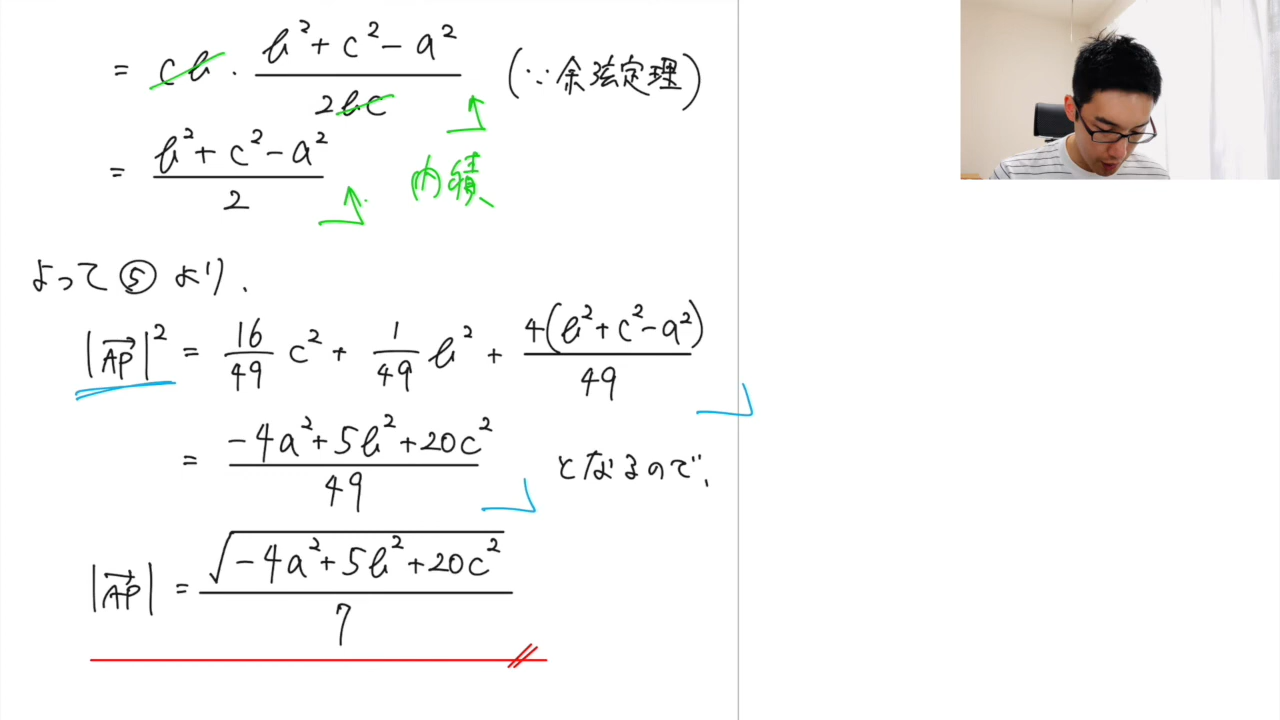 = cb・(b²+c²-a²)/(2bc) (∵余弦定理)
= (b²+c²-a²)/2 内積
よって⑤より.
|AP→|² = 16/49 c² + 1/49 b² + 4(b²+c²-a²)/49
= (-4a²+5b²+20c²)/49 となるので、
|AP→| = √(-4a²+5b²+20c²)/7